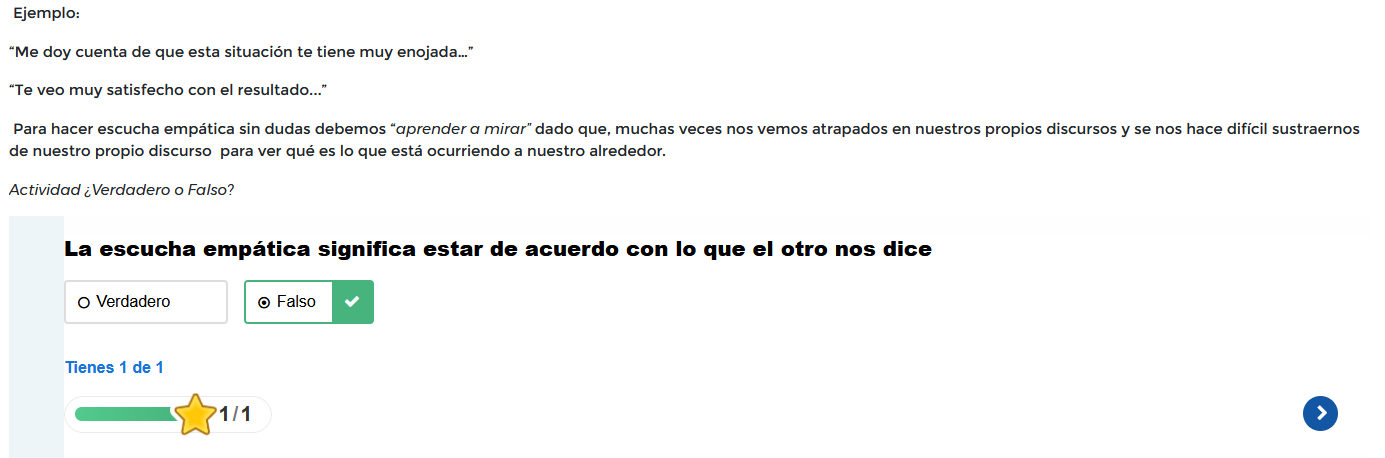 Ejemplo:
“Me doy cuenta de que esta situación te tiene muy enojada...”
“Te veo muy satisfecho con el resultado...”
Para hacer escucha empática sin dudas debemos “aprender a mirar” dado que, muchas veces nos vemos atrapados en nuestros propios discursos y se nos hace difícil sustraernos
de nuestro propio discurso para ver qué es lo que está ocurriendo a nuestro alrededor.
Actividad ¿Verdadero o Falso?
La escucha empática significa estar de acuerdo con lo que el otro nos dice
Verdadero Falso
Tienes 1 de 1
1/1